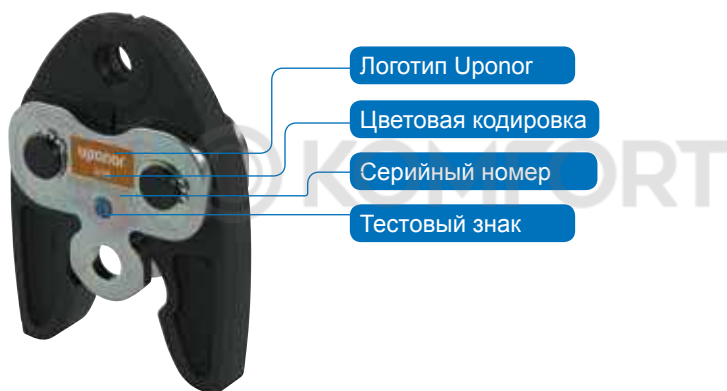 Логотип Uponor
Цветовая кодировка
Серийный номер
Тестовый знак
uponor
KOMFORT